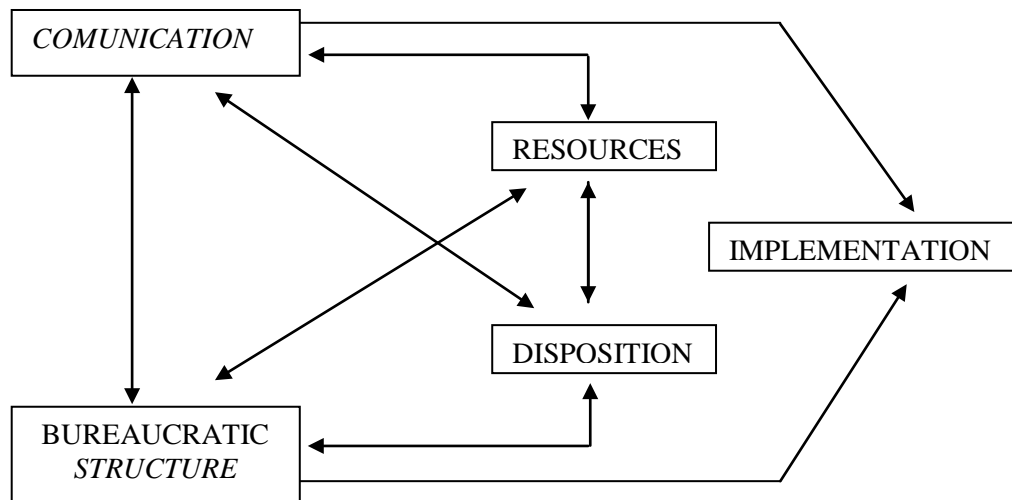 COMUNICATION
RESOURCES
IMPLEMENTATION
DISPOSITION
BUREAUCRATIC
STRUCTURE